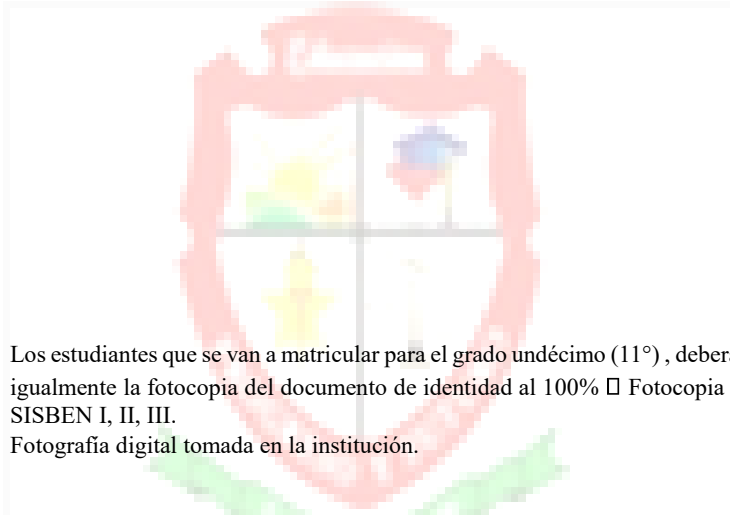 Los estudiantes que se van a matricular para el grado undécimo (11°) , deber
igualmente la fotocopia del documento de identidad al 100% Fotocopia
SISBEN I, II, III.
Fotografía digital tomada en la institución.